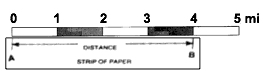 0 1 2 3 4 5 mi
DISTANCE
A B
STRIP OF PAPER